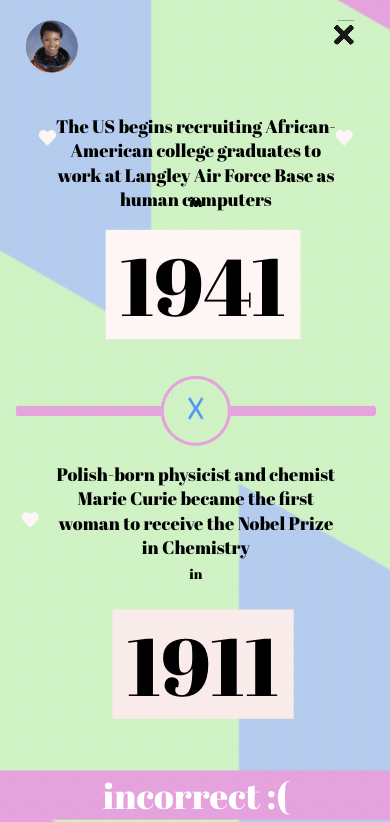 The US begins recruiting African-
American college graduates to
work at Langley Air Force Base as
human computers
in
1941
X
Polish-born physicist and chemist
Marie Curie became the first
woman to receive the Nobel Prize
in Chemistry
in
1911
incorrect :(